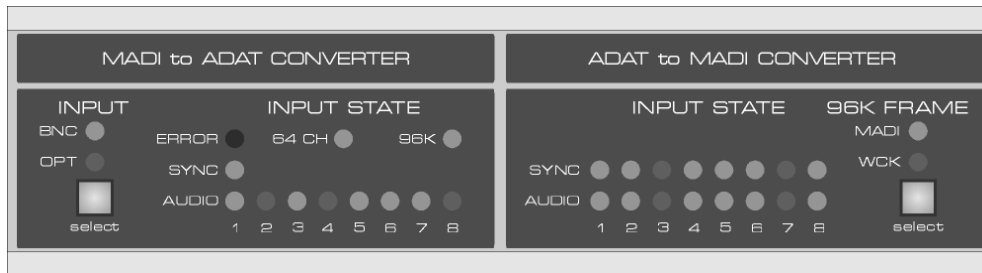 MADI to ADAT CONVERTER
INPUT
BNC
OPT
select
INPUT STATE
ERROR 64 CH 96K
SYNC
AUDIO
1 2 3 4 5 6 7 8
ADAT to MADI CONVERTER
INPUT STATE
SYNC
AUDIO
1 2 3 4 5 6 7 8
96K FRAME
MADI
WCK
select